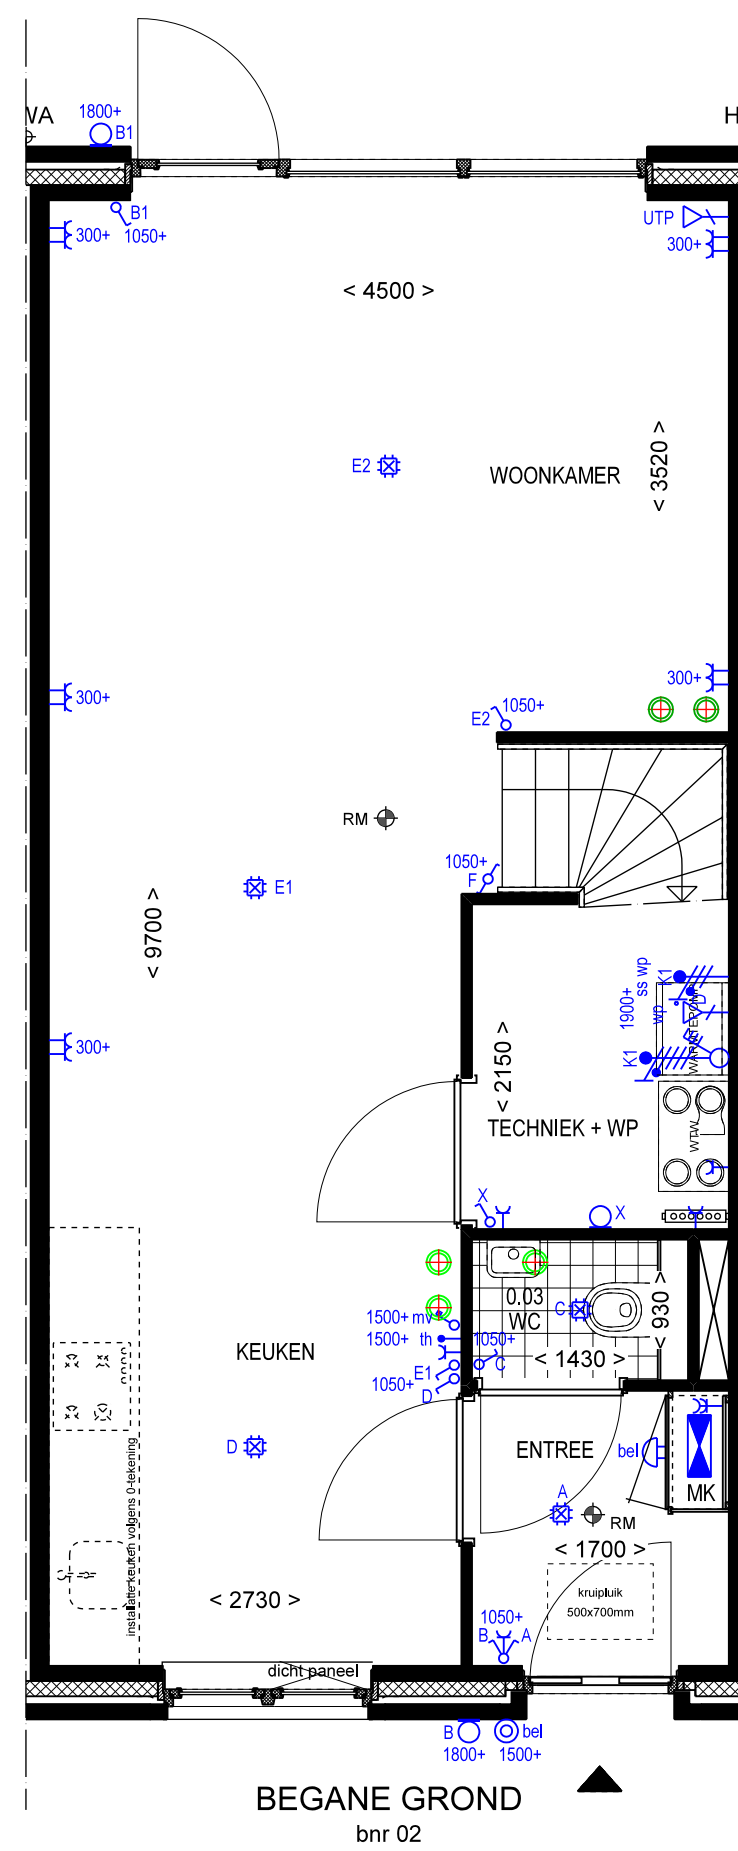 WA
1800+
B1
H
B1
1050+
300+
UTP
300+
< 4500 >
E2
WOONKAMER
< 3520 >
300+
300+
E2
1050+
RM
1050+
F
E1
< 9700 >
300+
K1
ss wp
1900+
wp
WARMTEPOMP
K1
< 2150 >
TECHNIEK + WP
WTW
X
X
0.03
WC
C
< 930 >
1500+ mv
1500+ th
1050+
C
< 1430 >
KEUKEN
E1
1050+
D
D
ENTREE
bel
MK
A
RM
< 1700 >
installatie keuken volgens 0-tekening
< 2730 >
kruipluik
500x700mm
1050+
B
A
dicht paneel
B
bel
1800+
1500+
BEGANE GROND
bnr 02